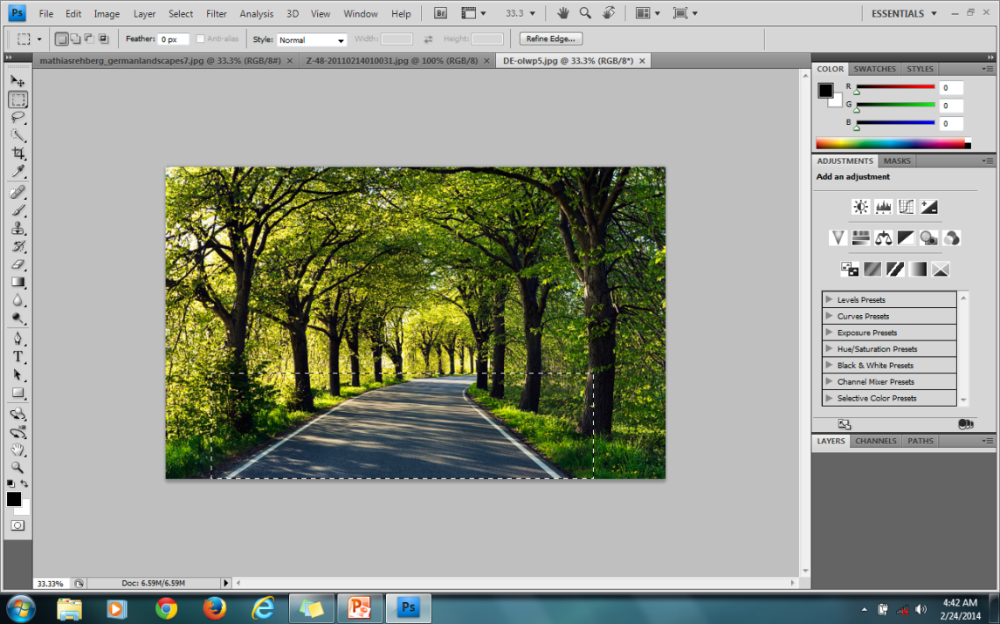 Ps File Edit Image Layer Select Filter Analysis 3D View Window Help Br 33.3 ESSENTIALS
Feather: 0 px Anti-alias Style: Normal Width: Height: Refine Edge...
mathiasrehberg_germanlandscapes7.jpg @ 33.3% (RGB/8#) × Z-48-20110214010031.jpg @ 100% (RGB/8) × DE-olwp5.jpg @ 33.3% (RGB/8*) ×
COLOR SWATCHES STYLES
R 0
G 0
B 0
ADJUSTMENTS MASKS
Add an adjustment
Levels Presets
Curves Presets
Exposure Presets
Hue/Saturation Presets
Black & White Presets
Channel Mixer Presets
Selective Color Presets
LAYERS CHANNELS PATHS
33.33% Doc: 6.59M/6.59M
Ps
4:42 AM
2/24/2014